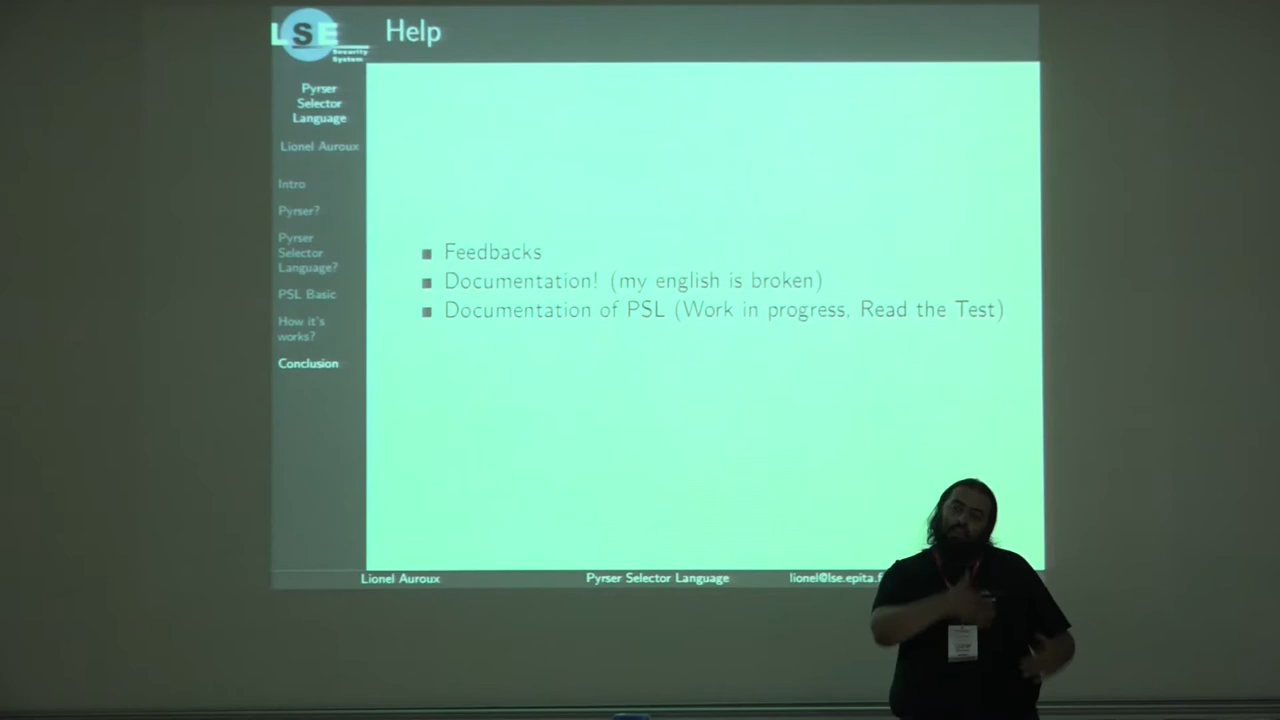 LSE
Security
System
Help
Pyrser
Selector
Language
Lionel Auroux
Intro
Pyrser?
Pyrser
Selector
Language?
PSL Basic
How it's
works?
Conclusion
Feedbacks
Documentation! (my english is broken)
Documentation of PSL (Work in progress, Read the Test)
Lionel Auroux
Pyrser Selector Language
lionel@lse.epita.f